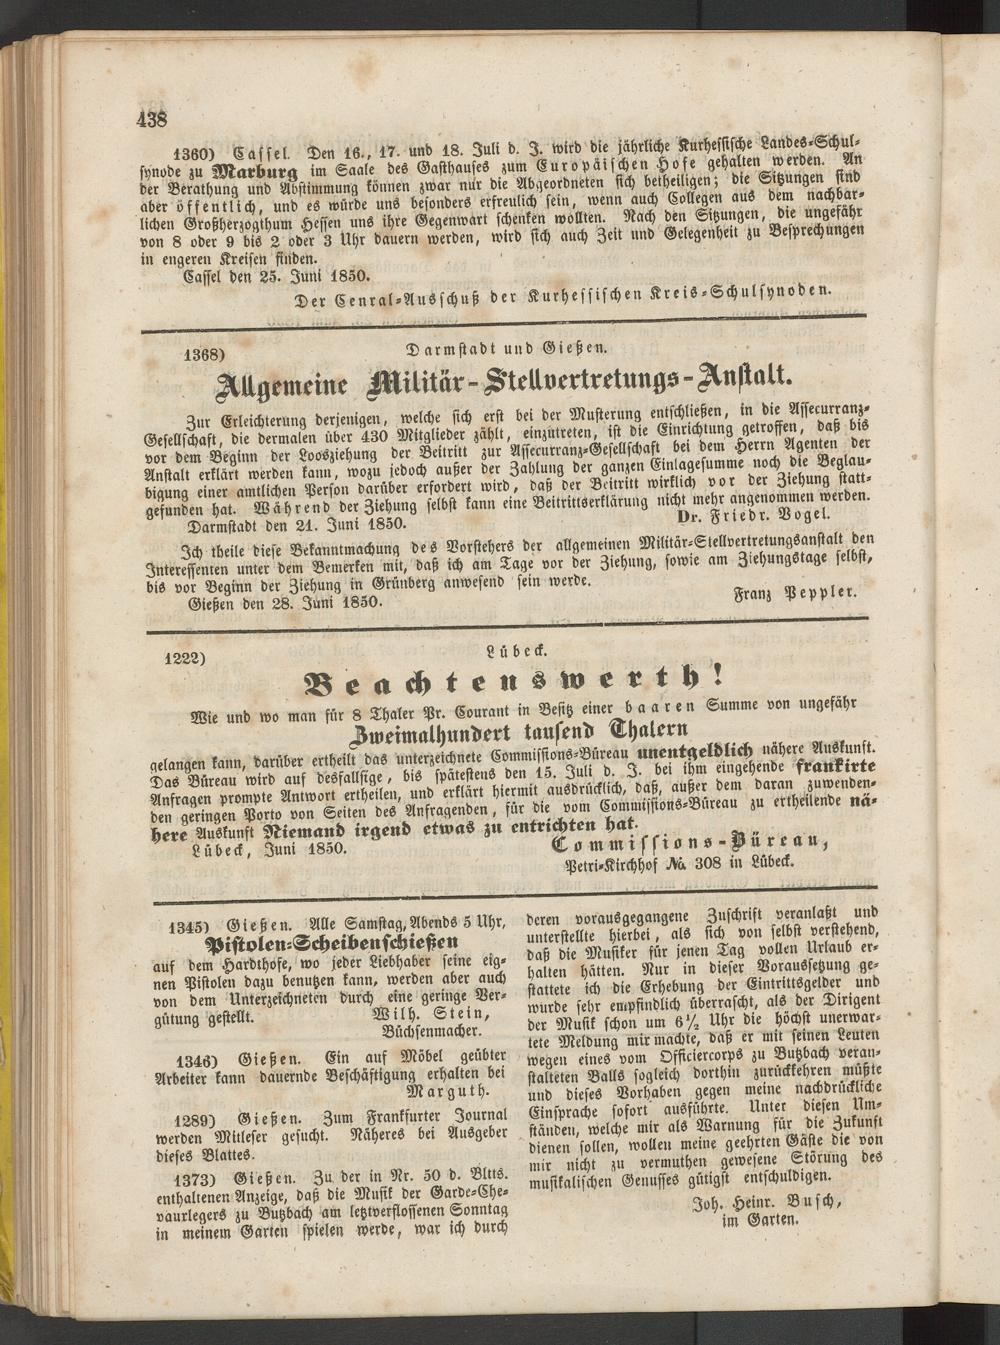 438
1360) Cassel. Den 16., 17. und 18. Juli d. J. wird die jährliche Kurhessische Landes-Schul-
synode zu Marburg im Saale des Gasthauses zum Europäischen Hofe gehalten werden. An
der Berathung und Abstimmung können zwar nur die Abgeordneten sich betheiligen; die Sitzungen sind
aber öffentlich, und es würde uns besonders erfreulich sein, wenn auch Collegen aus dem nachbar-
lichen Großherzogthum Hessen uns ihre Gegenwart schenken wollten. Nach den Sitzungen, die ungefähr
von 8 oder 9 bis 2 oder 3 Uhr dauern werden, wird sich auch Zeit und Gelegenheit zu Besprechungen
in engeren Kreisen finden.
Cassel den 25. Juni 1850.
Der Cenral-Ausschuß der Kurhessischen Kreis-Schulsynoden.
1368) Darmstadt und Gießen.
Allgemeine Militär-Stellvertretungs-Anstalt.
Zur Erleichterung derjenigen, welche sich erst bei der Musterung entschließen, in die Assecurranz-
Gesellschaft, die dermalen über 430 Mitglieder zählt, einzutreten, ist die Einrichtung getroffen, daß bis
vor dem Beginn der Loosziehung der Beitritt zur Assecurranz-Gesellschaft bei dem Herrn Agenten der
Anstalt erklärt werden kann, wozu jedoch außer der Zahlung der ganzen Einlagesumme noch die Beglau-
bigung einer amtlichen Person darüber erfordert wird, daß der Beitritt wirklich vor der Ziehung statt-
gefunden hat. Während der Ziehung selbst kann eine Beitrittserklärung nicht mehr angenommen werden.
Darmstadt den 21. Juni 1850. Dr. Friedr. Vogel.
Ich theile diese Bekanntmachung des Vorstehers der allgemeinen Militär-Stellvertretungsanstalt den
Interessenten unter dem Bemerken mit, daß ich am Tage vor der Ziehung, sowie am Ziehungstage selbst,
bis vor Beginn der Ziehung in Grünberg anwesend sein werde.
Gießen den 28. Juni 1850. Franz Peppler.
1222) Lübeck.
Beachtenswerth!
Wie und wo man für 8 Thaler Pr. Courant in Besitz einer baaren Summe von ungefähr
Zweimalhundert tausend Thalern
gelangen kann, darüber ertheilt das unterzeichnete Commissions-Büreau unentgeldlich nähere Auskunft.
Das Büreau wird auf desfallsige, bis spätestens den 15. Juli d. J. bei ihm eingehende frankirte
Anfragen prompte Antwort ertheilen, und erklärt hiermit ausdrücklich, daß, außer dem daran zuwenden-
den geringen Porto von Seiten des Anfragenden, für die vom Commissions-Büreau zu ertheilende nä-
here Auskunft Niemand irgend etwas zu entrichten hat.
Lübeck, Juni 1850. Commissions-Büreau,
Petri-Kirchhof No. 308 in Lübeck.
1345) Gießen. Alle Samstag, Abends 5 Uhr,
Pistolen-Scheibenschießen
auf dem Hardthofe, wo jeder Liebhaber seine eig-
nen Pistolen dazu benutzen kann, werden aber auch
von dem Unterzeichneten durch eine geringe Ver-
gütung gestellt. Wilh. Stein,
Büchsenmacher.
1346) Gießen. Ein auf Möbel geübter
Arbeiter kann dauernde Beschäftigung erhalten bei
Marguth.
1289) Gießen. Zum Frankfurter Journal
werden Mitleser gesucht. Näheres bei Ausgeber
dieses Blattes.
1373) Gießen. Zu der in Nr. 50 d. Bltts.
enthaltenen Anzeige, daß die Musik der Garde-Che-
vaurlegers zu Butzbach am letztverflossenen Sonntag
in meinem Garten spielen werde, war ich durch
deren vorausgegangene Zuschrift veranlaßt und
unterstellte hierbei, als sich von selbst verstehend,
daß die Musiker für jenen Tag vollen Urlaub er-
halten hätten. Nur in dieser Voraussetzung ge-
stattete ich die Erhebung der Eintrittsgelder und
wurde sehr empfindlich überrascht, als der Dirigent
der Musik schon um 6½ Uhr die höchst unerwar-
tete Meldung mir machte, daß er mit seinen Leuten
wegen eines vom Officiercorps zu Butzbach veran-
stalteten Balls sogleich dorthin zurückkehren müßte
und dieses Vorhaben gegen meine nachdrückliche
Einsprache sofort ausführte. Unter diesen Um-
ständen, welche mir als Warnung für die Zukunft
dienen sollen, wollen meine geehrten Gäste die von
mir nicht zu vermuthen gewesene Störung des
musikalischen Genusses gütigst entschuldigen.
Joh. Heinr. Busch,
im Garten.